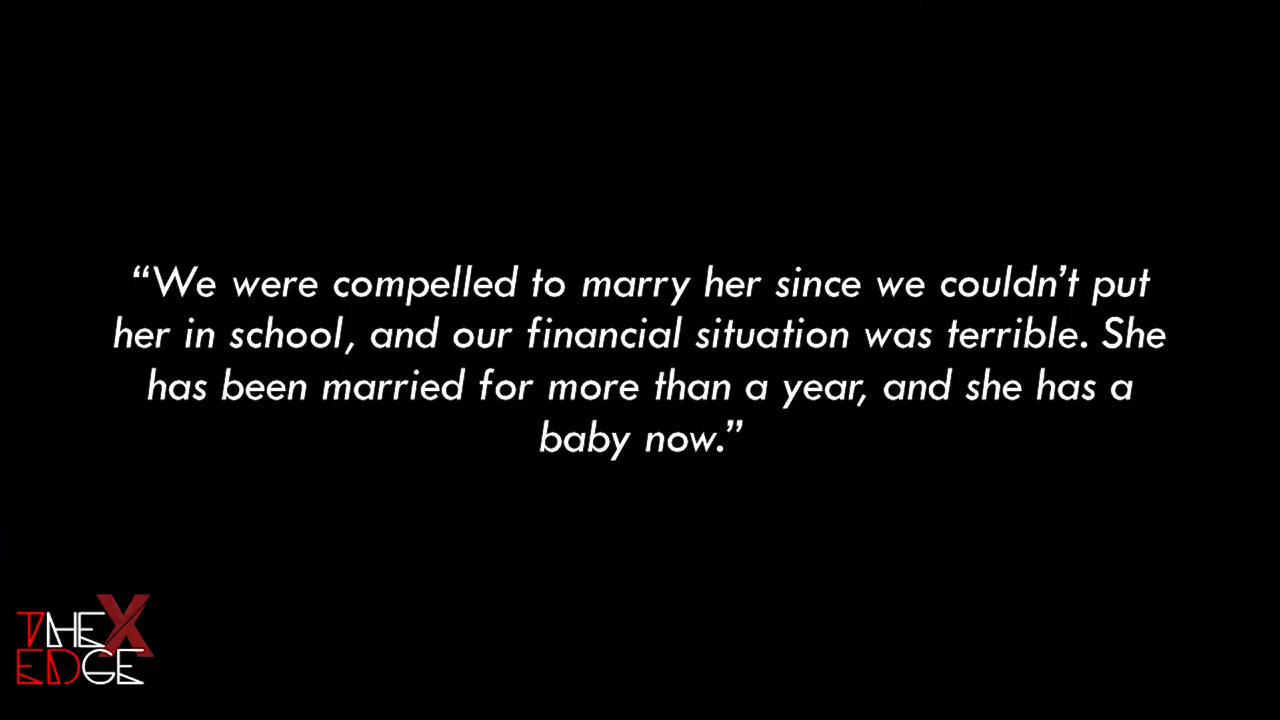 “We were compelled to marry her since we couldn’t put
her in school, and our financial situation was terrible. She
has been married for more than a year, and she has a
baby now.”
THE X
EDGE